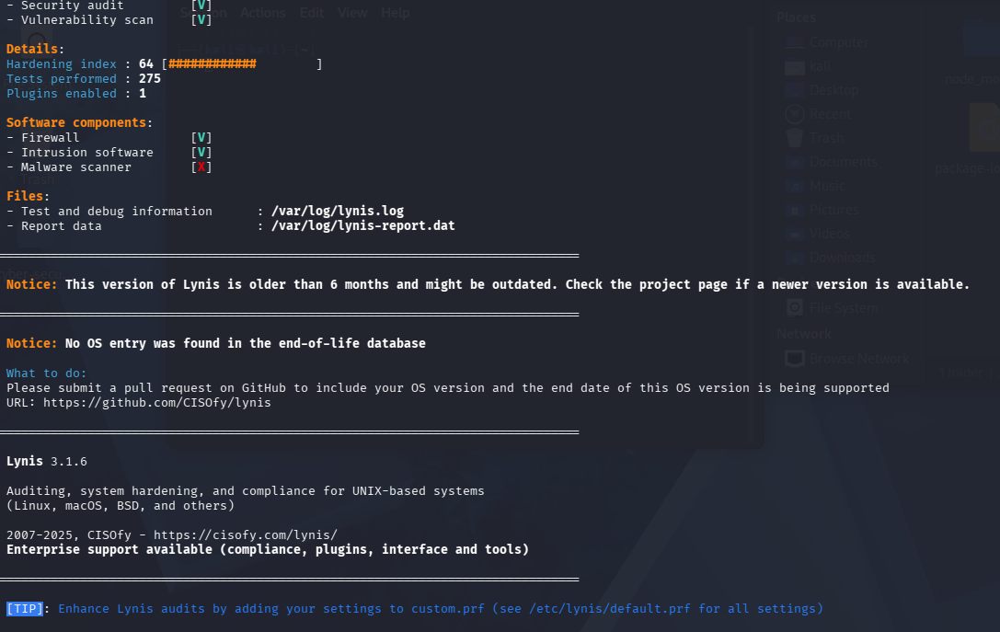 - Security audit [V]
- Vulnerability scan [V]
Session Actions Edit View Help
Details:
Hardening index : 64 [############ ]
Tests performed : 275
Plugins enabled : 1
Software components:
- Firewall [V]
- Intrusion software [V]
- Malware scanner [X]
Files:
- Test and debug information : /var/log/lynis.log
- Report data : /var/log/lynis-report.dat
Notice: This version of Lynis is older than 6 months and might be outdated. Check the project page if a newer version is available.
Notice: No OS entry was found in the end-of-life database
What to do:
Please submit a pull request on GitHub to include your OS version and the end date of this OS version is being supported
URL: https://github.com/CISOfy/lynis
Lynis 3.1.6
Auditing, system hardening, and compliance for UNIX-based systems
(Linux, macOS, BSD, and others)
2007-2025, CISOfy - https://cisofy.com/lynis/
Enterprise support available (compliance, plugins, interface and tools)
[TIP]: Enhance Lynis audits by adding your settings to custom.prf (see /etc/lynis/default.prf for all settings)
Places
Computer
kali
Desktop
Recent
Trash
Documents
Music
Pictures
Videos
Downloads
File System
Network
Browse Network
Trash